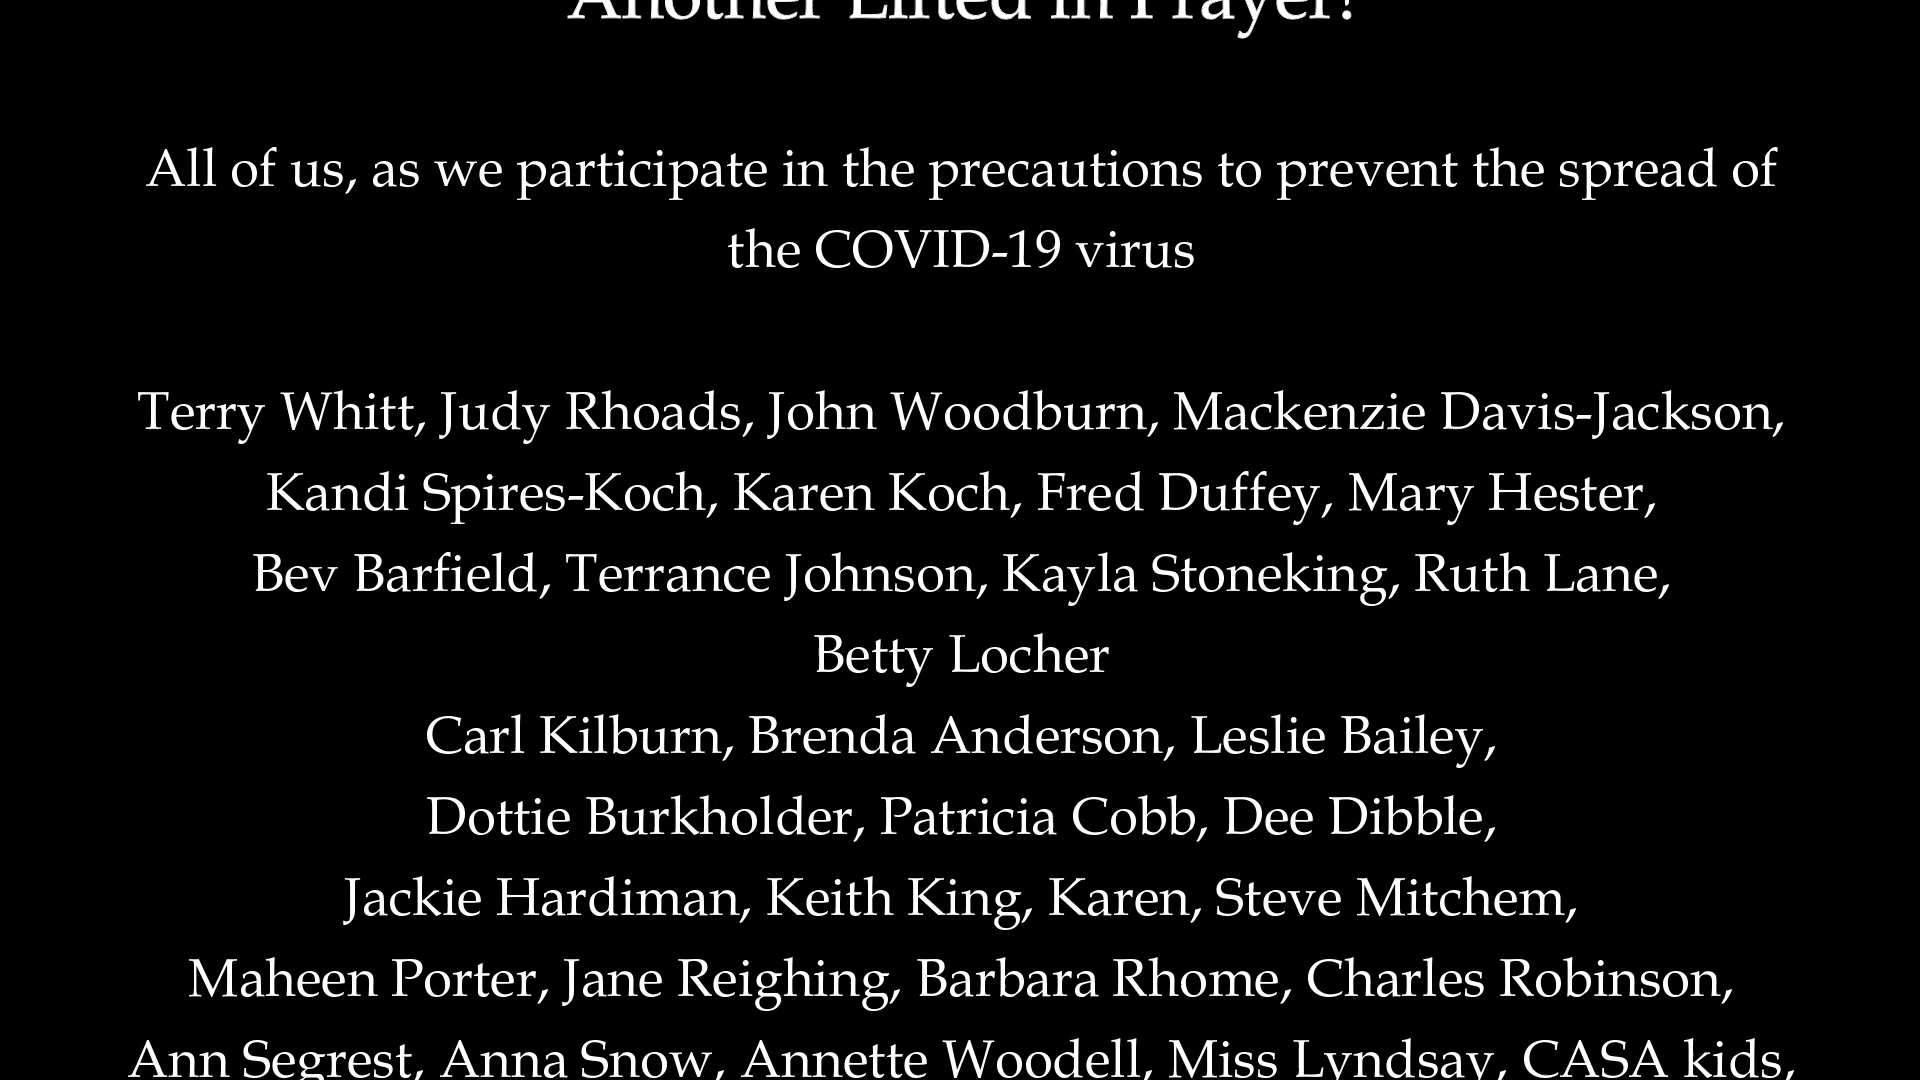 Another Lifted in Prayer!
All of us, as we participate in the precautions to prevent the spread of
the COVID-19 virus
Terry Whitt, Judy Rhoads, John Woodburn, Mackenzie Davis-Jackson,
Kandi Spires-Koch, Karen Koch, Fred Duffey, Mary Hester,
Bev Barfield, Terrance Johnson, Kayla Stoneking, Ruth Lane,
Betty Locher
Carl Kilburn, Brenda Anderson, Leslie Bailey,
Dottie Burkholder, Patricia Cobb, Dee Dibble,
Jackie Hardiman, Keith King, Karen, Steve Mitchem,
Maheen Porter, Jane Reighing, Barbara Rhome, Charles Robinson,
Ann Segrest, Anna Snow, Annette Woodell, Miss Lyndsay, CASA kids,